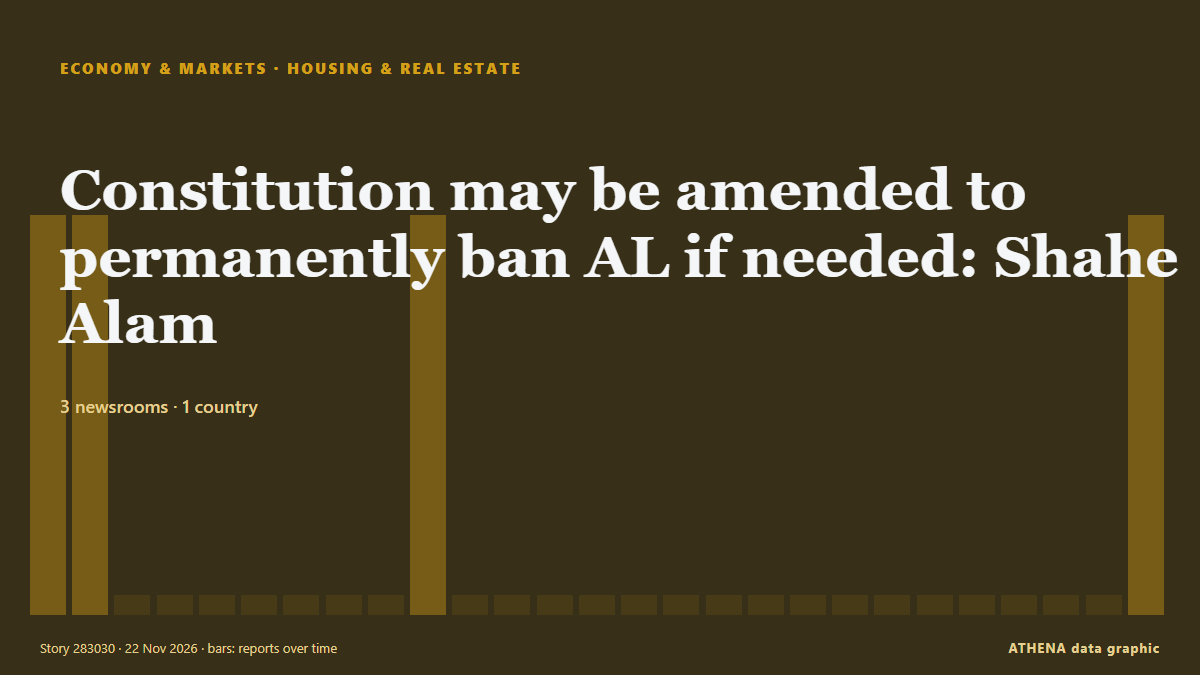 ECONOMY & MARKETS · HOUSING & REAL ESTATE
Constitution may be amended to
permanently ban AL if needed: Shahe
Alam
3 newsrooms · 1 country
Story 283030 · 22 Nov 2026 · bars: reports over time
ATHENA data graphic